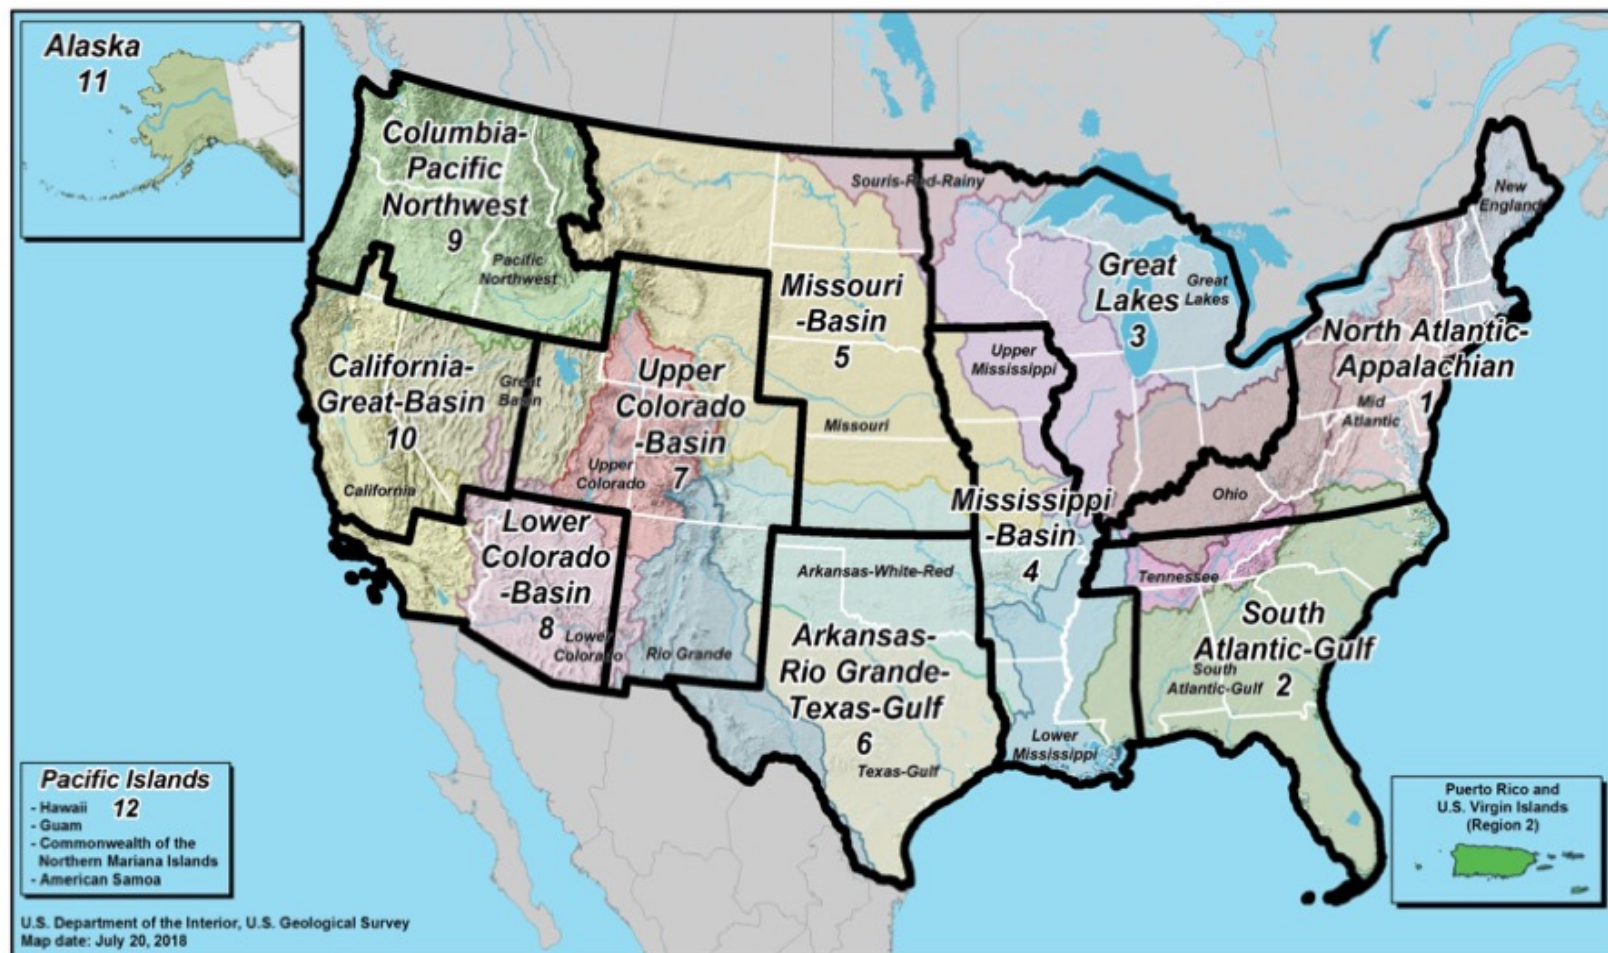 Alaska
11
Columbia-
Pacific
Northwest
9
Pacific
Northwest
Souris-Red-Rainy
New
England
Missouri
-Basin
5
Great
Lakes
3
Great
Lakes
North Atlantic-
Appalachian
1
Mid
Atlantic
California-
Great-Basin
10
Great
Basin
California
Upper
Colorado
-Basin
7
Upper
Colorado
Missouri
Upper
Mississippi
Ohio
Mississippi
-Basin
4
Lower
Colorado
-Basin
8
Lower
Colorado
Rio Grande
Arkansas-White-Red
Arkansas-
Rio Grande-
Texas-Gulf
6
Texas-Gulf
Tennessee
South
Atlantic-Gulf
2
South
Atlantic-Gulf
Lower
Mississippi
Pacific Islands
12
- Hawaii
- Guam
- Commonwealth of the
Northern Mariana Islands
- American Samoa
Puerto Rico and
U.S. Virgin Islands
(Region 2)
U.S. Department of the Interior, U.S. Geological Survey
Map date: July 20, 2018